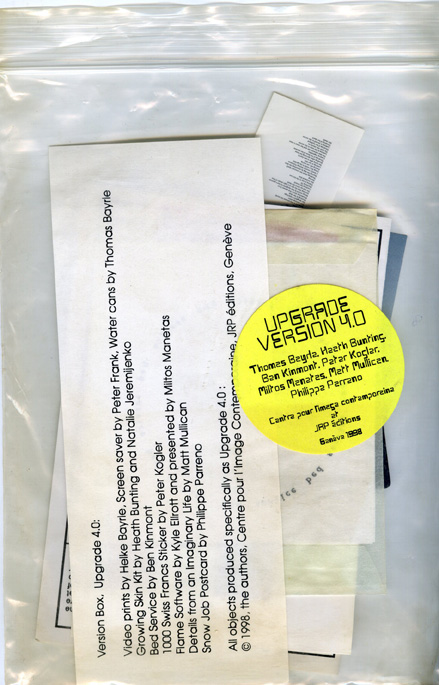 Version Box, Upgrade 4.0:
Video prints by Heike Bayrle, Screen saver by Peter Frank, Water cans by Thomas Bayrle
Growing Skin Kit by Heath Bunting and Natalie Jeremijenko
Bed Service by Ben Kinmont
1000 Swiss Francs Sticker by Peter Kogler
Flame Software by Kyle Ellrott and presented by Miltos Manetas
Details from an Imaginary Life by Matt Mullican
Snow Job Postcard by Philippe Parreno
All objects produced specifically as Upgrade 4.0:
© 1998, the authors, Centre pour l'Image Contemporaine, JRP éditions, Genève
UPGRADE
VERSION 4.0
Thomas Bayrle, Heath Bunting,
Ben Kinmont, Peter Kogler,
Miltos Manetas, Matt Mullican,
Philippe Parreno
Centre pour l'image contemporaine
et
JRP éditions
Genève 1998